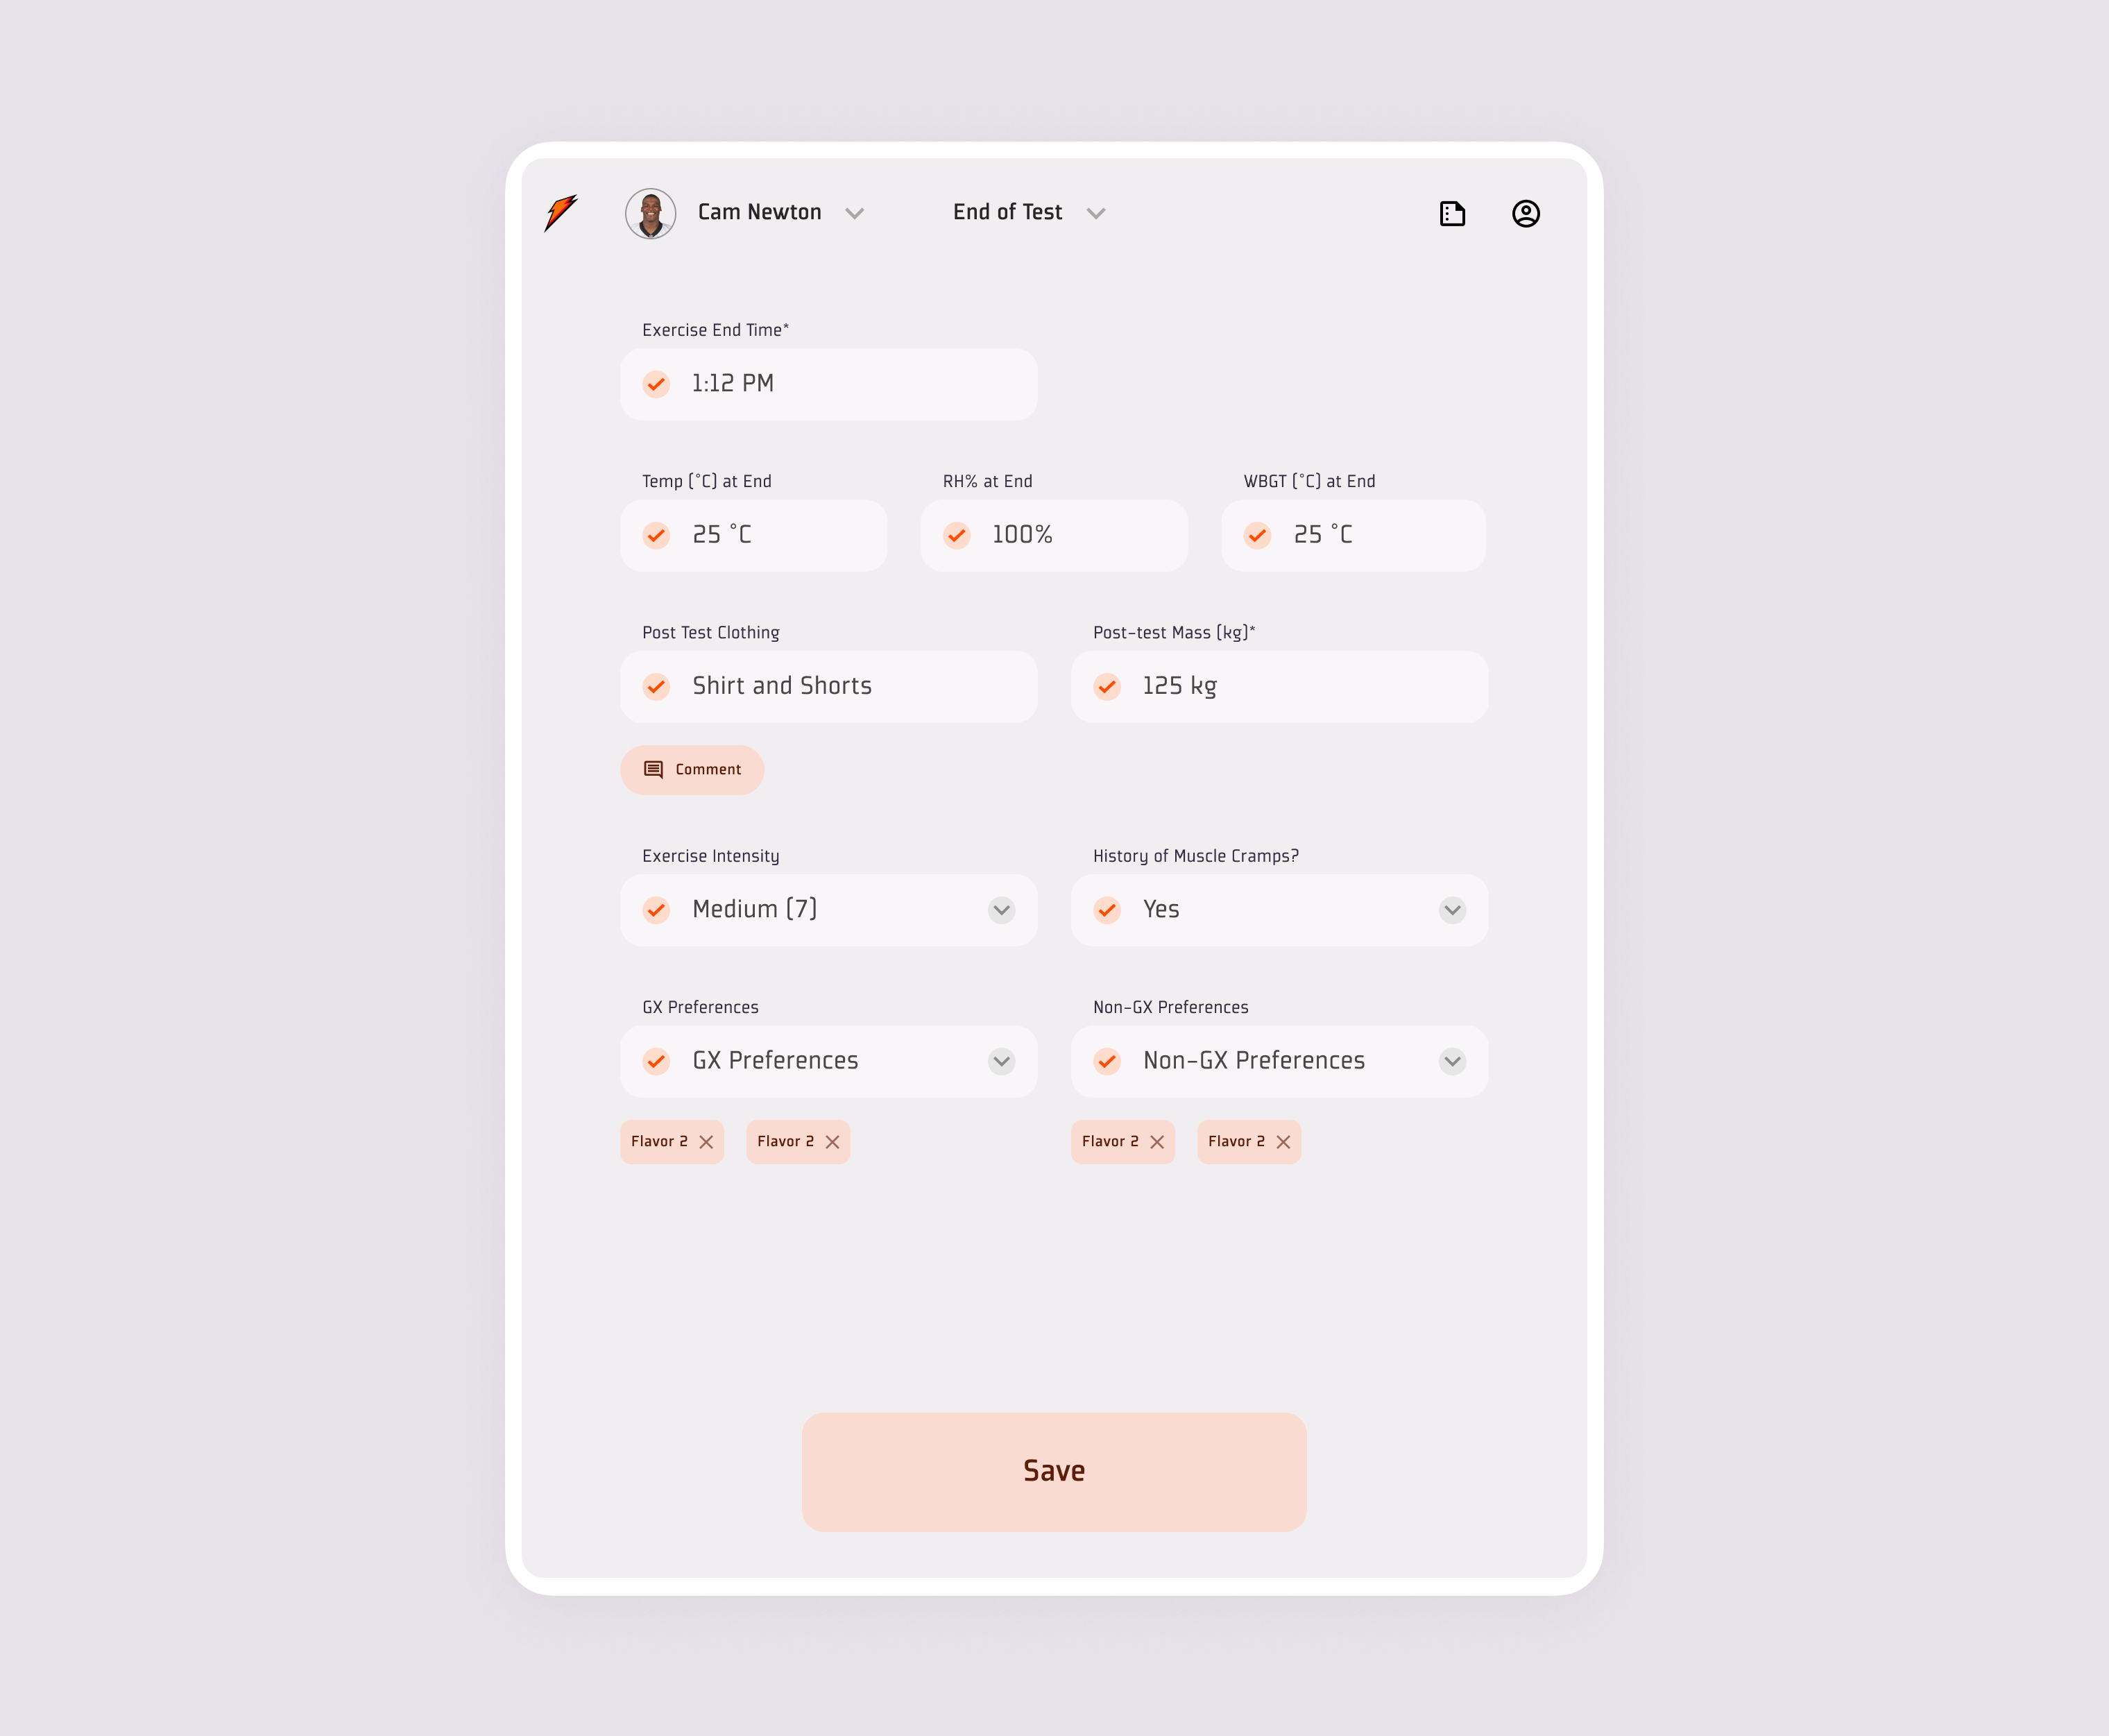 Cam Newton
End of Test
Exercise End Time*
1:12 PM
Temp (°C) at End
RH% at End
WBGT (°C) at End
25 °C
100%
25 °C
Post Test Clothing
Post-test Mass (kg)*
Shirt and Shorts
125 kg
Comment
Exercise Intensity
History of Muscle Cramps?
Medium (7)
Yes
GX Preferences
Non-GX Preferences
GX Preferences
Non-GX Preferences
Flavor 2
Flavor 2
Flavor 2
Flavor 2
Save